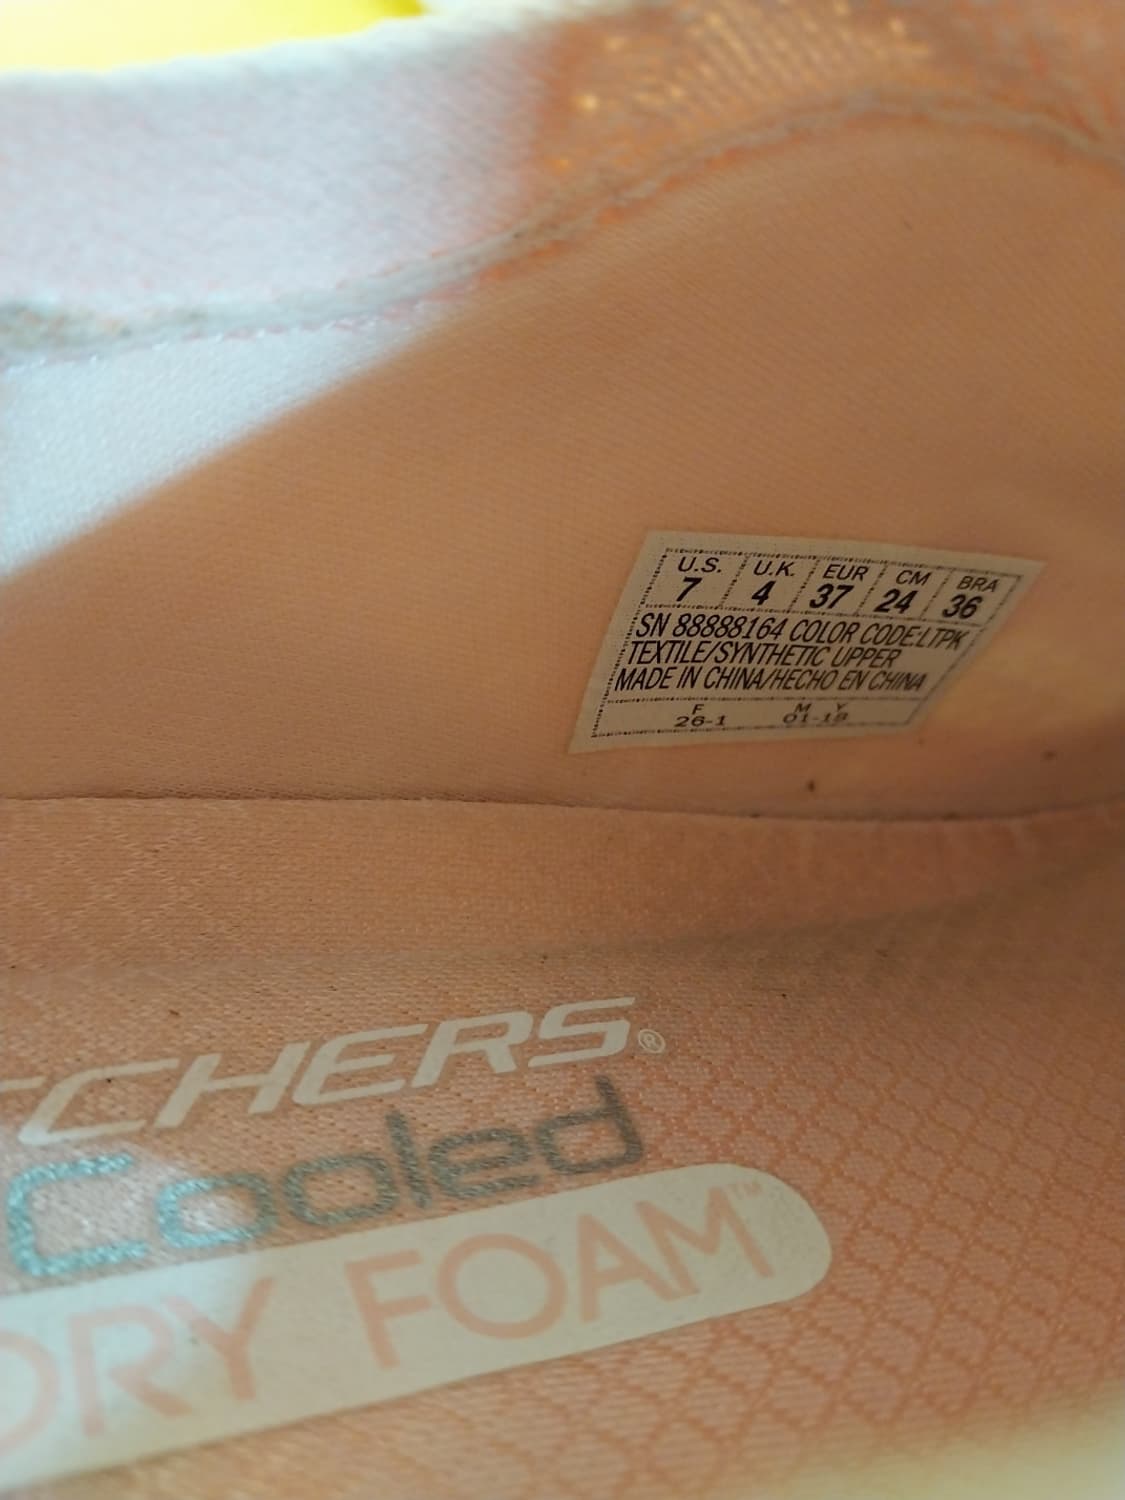 U.S. U.K. EUR CM BRA
7 4 37 24 36
SN 88888164 COLOR CODE:LTPK
TEXTILE/SYNTHETIC UPPER
MADE IN CHINA/HECHO EN CHINA
F M Y
26-1 01-18
CHERS®
Cooled
ORY FOAM™